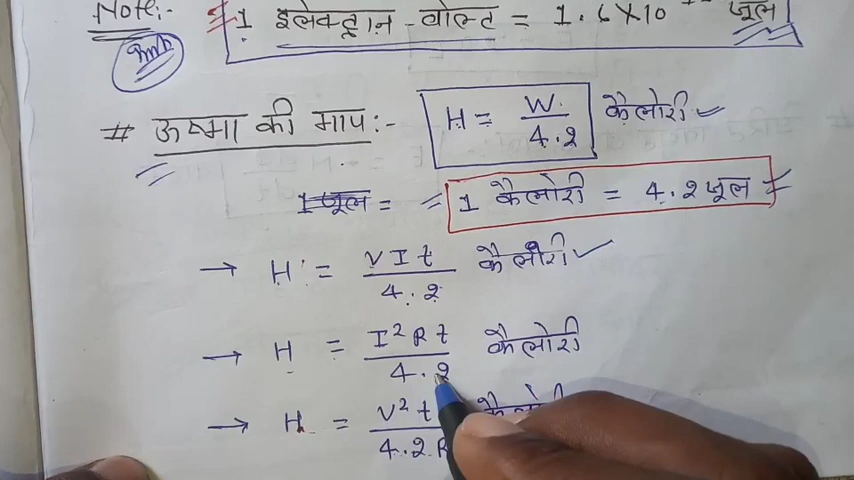 Note:- 1 इलेक्ट्रान-वोल्ट = 1.6×10 जूल
# ऊष्मा की माप:- H = W/4.2 कैलोरी
1 जूल = 1 कैलोरी = 4.2 जूल
→ H = VIt/4.2 कैलोरी
→ H = I²Rt/4.2 कैलोरी
→ H = V²t/4.2R